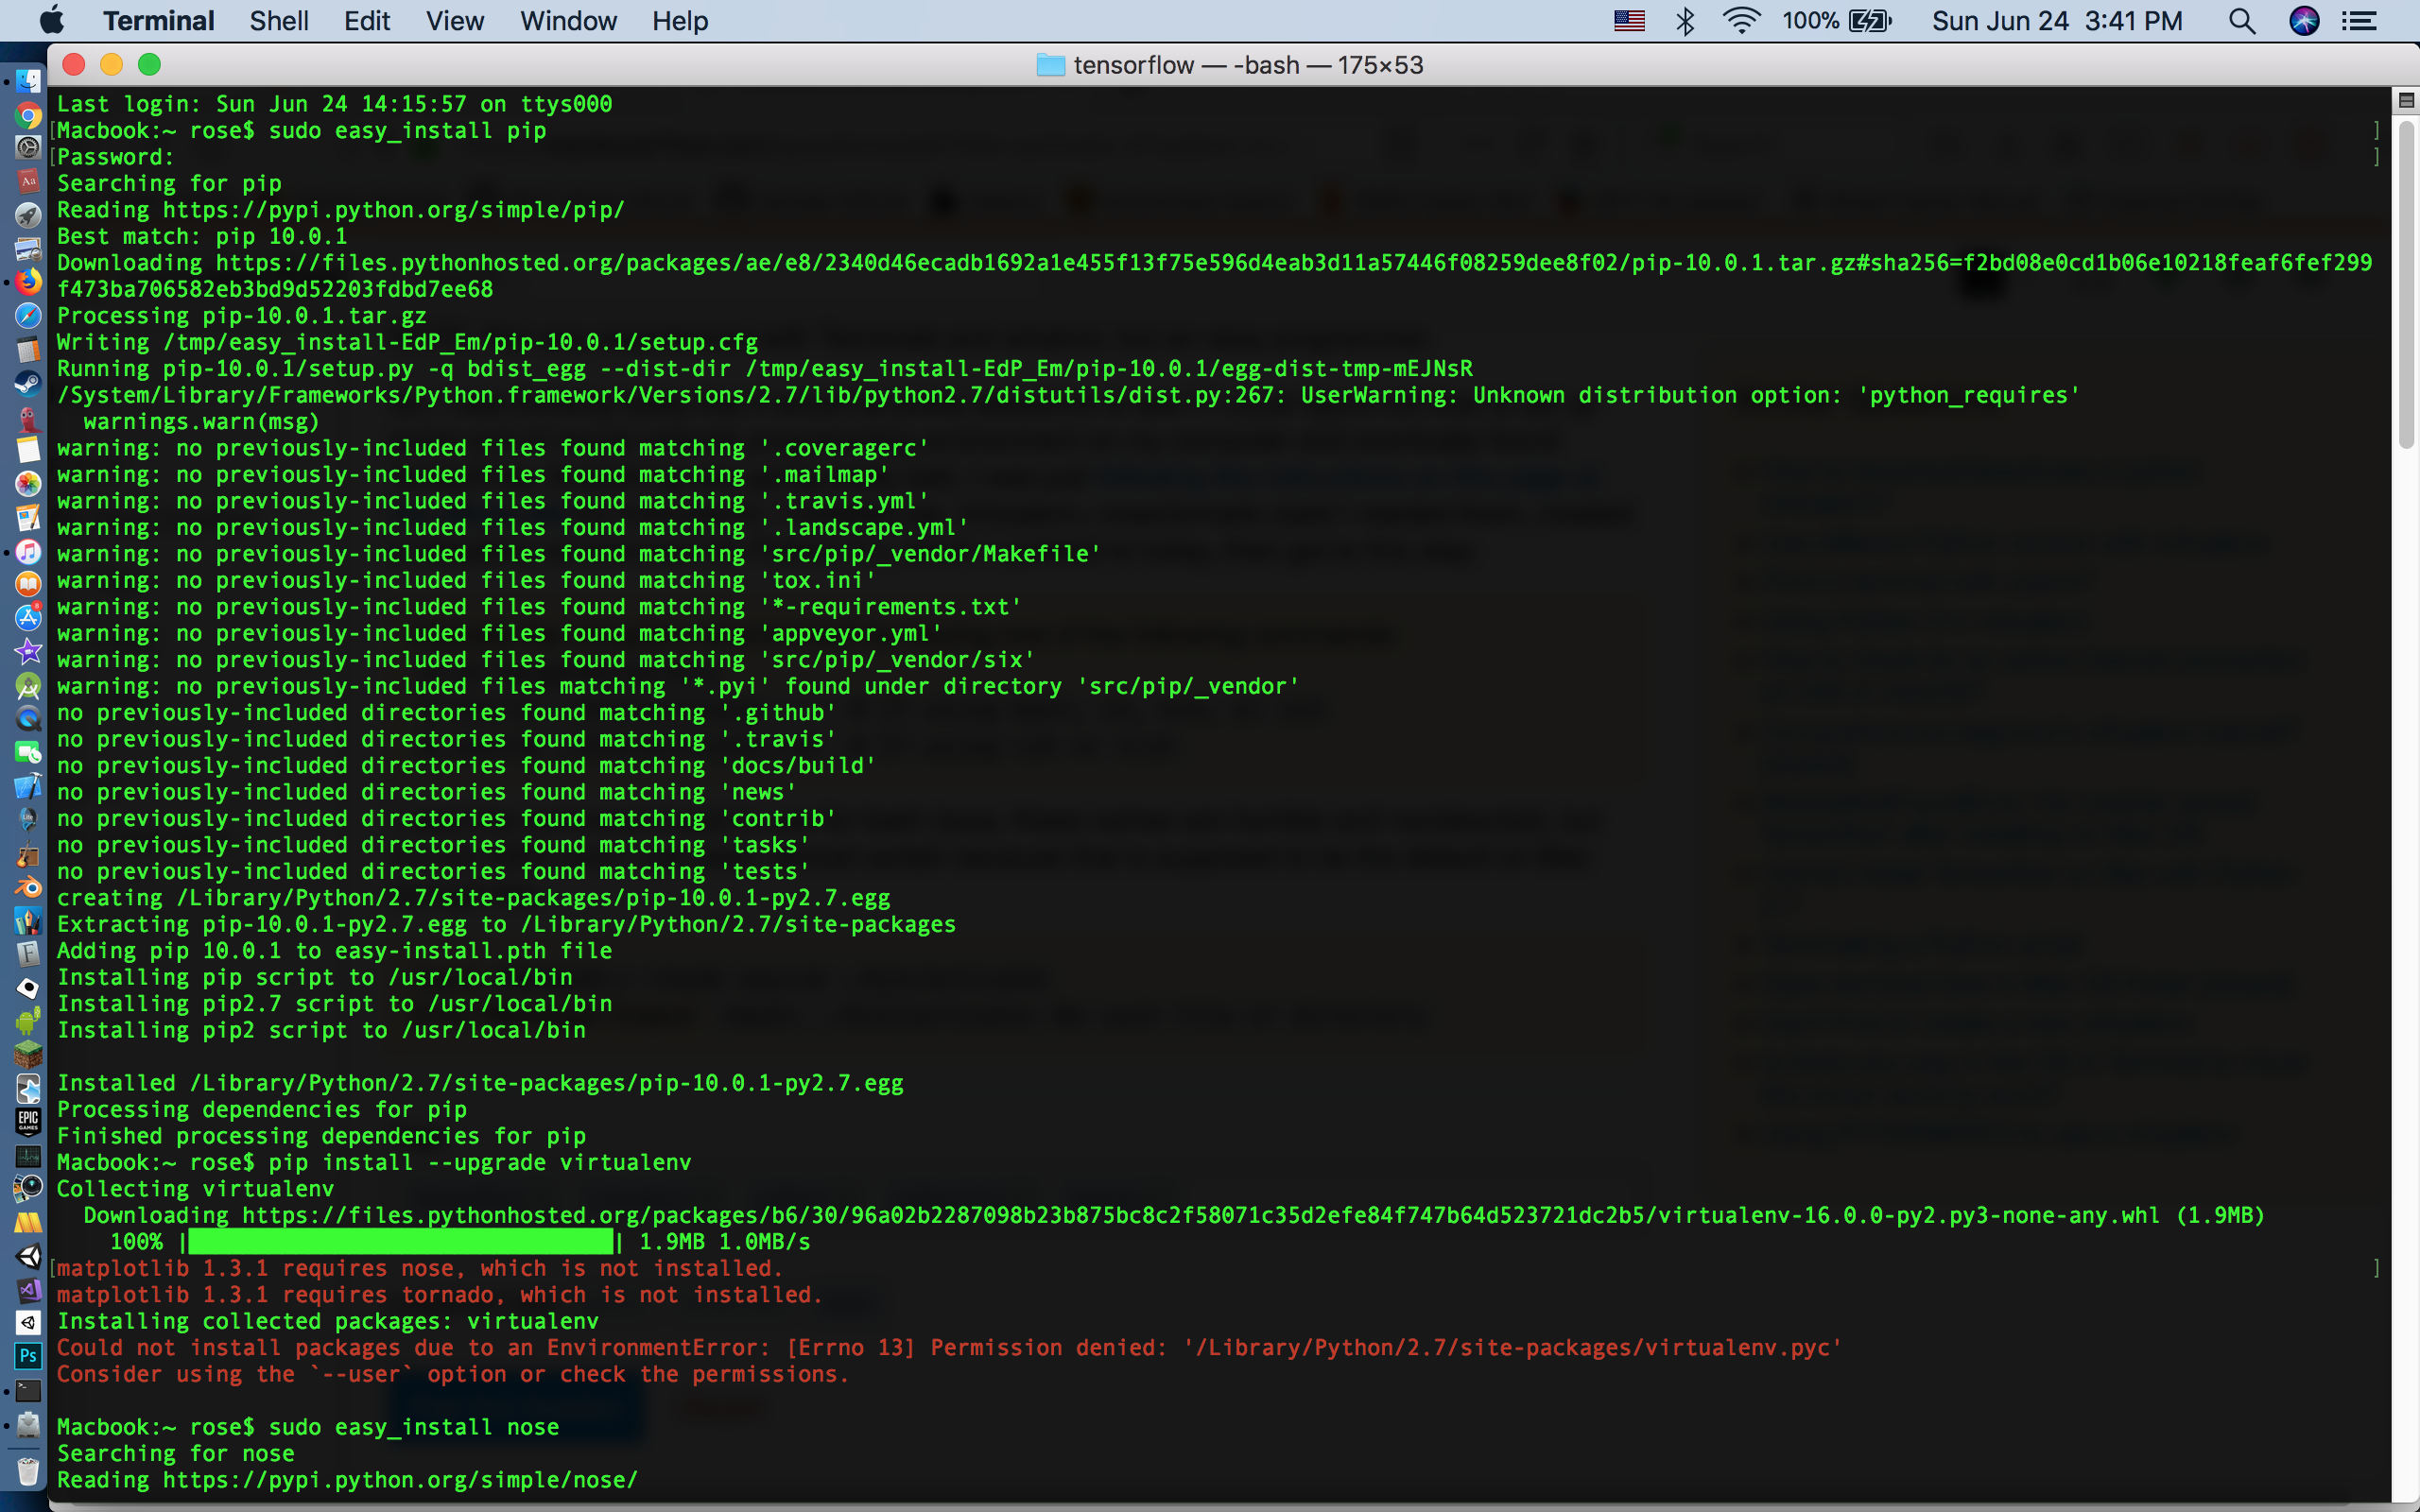 Terminal Shell Edit View Window Help 100% Sun Jun 24 3:41 PM
tensorflow — -bash — 175×53
Last login: Sun Jun 24 14:15:57 on ttys000
[Macbook:~ rose$ sudo easy_install pip ]
[Password: ]
Searching for pip
Reading https://pypi.python.org/simple/pip/
Best match: pip 10.0.1
Downloading https://files.pythonhosted.org/packages/ae/e8/2340d46ecadb1692a1e455f13f75e596d4eab3d11a57446f08259dee8f02/pip-10.0.1.tar.gz#sha256=f2bd08e0cd1b06e10218feaf6fef299
f473ba706582eb3bd9d52203fdbd7ee68
Processing pip-10.0.1.tar.gz
Writing /tmp/easy_install-EdP_Em/pip-10.0.1/setup.cfg
Running pip-10.0.1/setup.py -q bdist_egg --dist-dir /tmp/easy_install-EdP_Em/pip-10.0.1/egg-dist-tmp-mEJNsR
/System/Library/Frameworks/Python.framework/Versions/2.7/lib/python2.7/distutils/dist.py:267: UserWarning: Unknown distribution option: 'python_requires'
  warnings.warn(msg)
warning: no previously-included files found matching '.coveragerc'
warning: no previously-included files found matching '.mailmap'
warning: no previously-included files found matching '.travis.yml'
warning: no previously-included files found matching '.landscape.yml'
warning: no previously-included files found matching 'src/pip/_vendor/Makefile'
warning: no previously-included files found matching 'tox.ini'
warning: no previously-included files found matching '*-requirements.txt'
warning: no previously-included files found matching 'appveyor.yml'
warning: no previously-included files found matching 'src/pip/_vendor/six'
warning: no previously-included files matching '*.pyi' found under directory 'src/pip/_vendor'
no previously-included directories found matching '.github'
no previously-included directories found matching '.travis'
no previously-included directories found matching 'docs/build'
no previously-included directories found matching 'news'
no previously-included directories found matching 'contrib'
no previously-included directories found matching 'tasks'
no previously-included directories found matching 'tests'
creating /Library/Python/2.7/site-packages/pip-10.0.1-py2.7.egg
Extracting pip-10.0.1-py2.7.egg to /Library/Python/2.7/site-packages
Adding pip 10.0.1 to easy-install.pth file
Installing pip script to /usr/local/bin
Installing pip2.7 script to /usr/local/bin
Installing pip2 script to /usr/local/bin

Installed /Library/Python/2.7/site-packages/pip-10.0.1-py2.7.egg
Processing dependencies for pip
Finished processing dependencies for pip
Macbook:~ rose$ pip install --upgrade virtualenv
Collecting virtualenv
  Downloading https://files.pythonhosted.org/packages/b6/30/96a02b2287098b23b875bc8c2f58071c35d2efe84f747b64d523721dc2b5/virtualenv-16.0.0-py2.py3-none-any.whl (1.9MB)
    100% |████████████████████████████████| 1.9MB 1.0MB/s
[matplotlib 1.3.1 requires nose, which is not installed. ]
matplotlib 1.3.1 requires tornado, which is not installed.
Installing collected packages: virtualenv
Could not install packages due to an EnvironmentError: [Errno 13] Permission denied: '/Library/Python/2.7/site-packages/virtualenv.pyc'
Consider using the `--user` option or check the permissions.

Macbook:~ rose$ sudo easy_install nose
Searching for nose
Reading https://pypi.python.org/simple/nose/
Aa
F
EPIC
GAMES
Ps